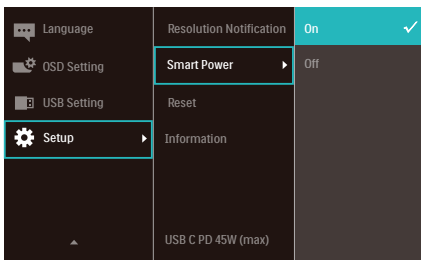 Language
OSD Setting
USB Setting
Setup
Resolution Notification
Smart Power
Reset
Information
USB C PD 45W (max)
On
Off